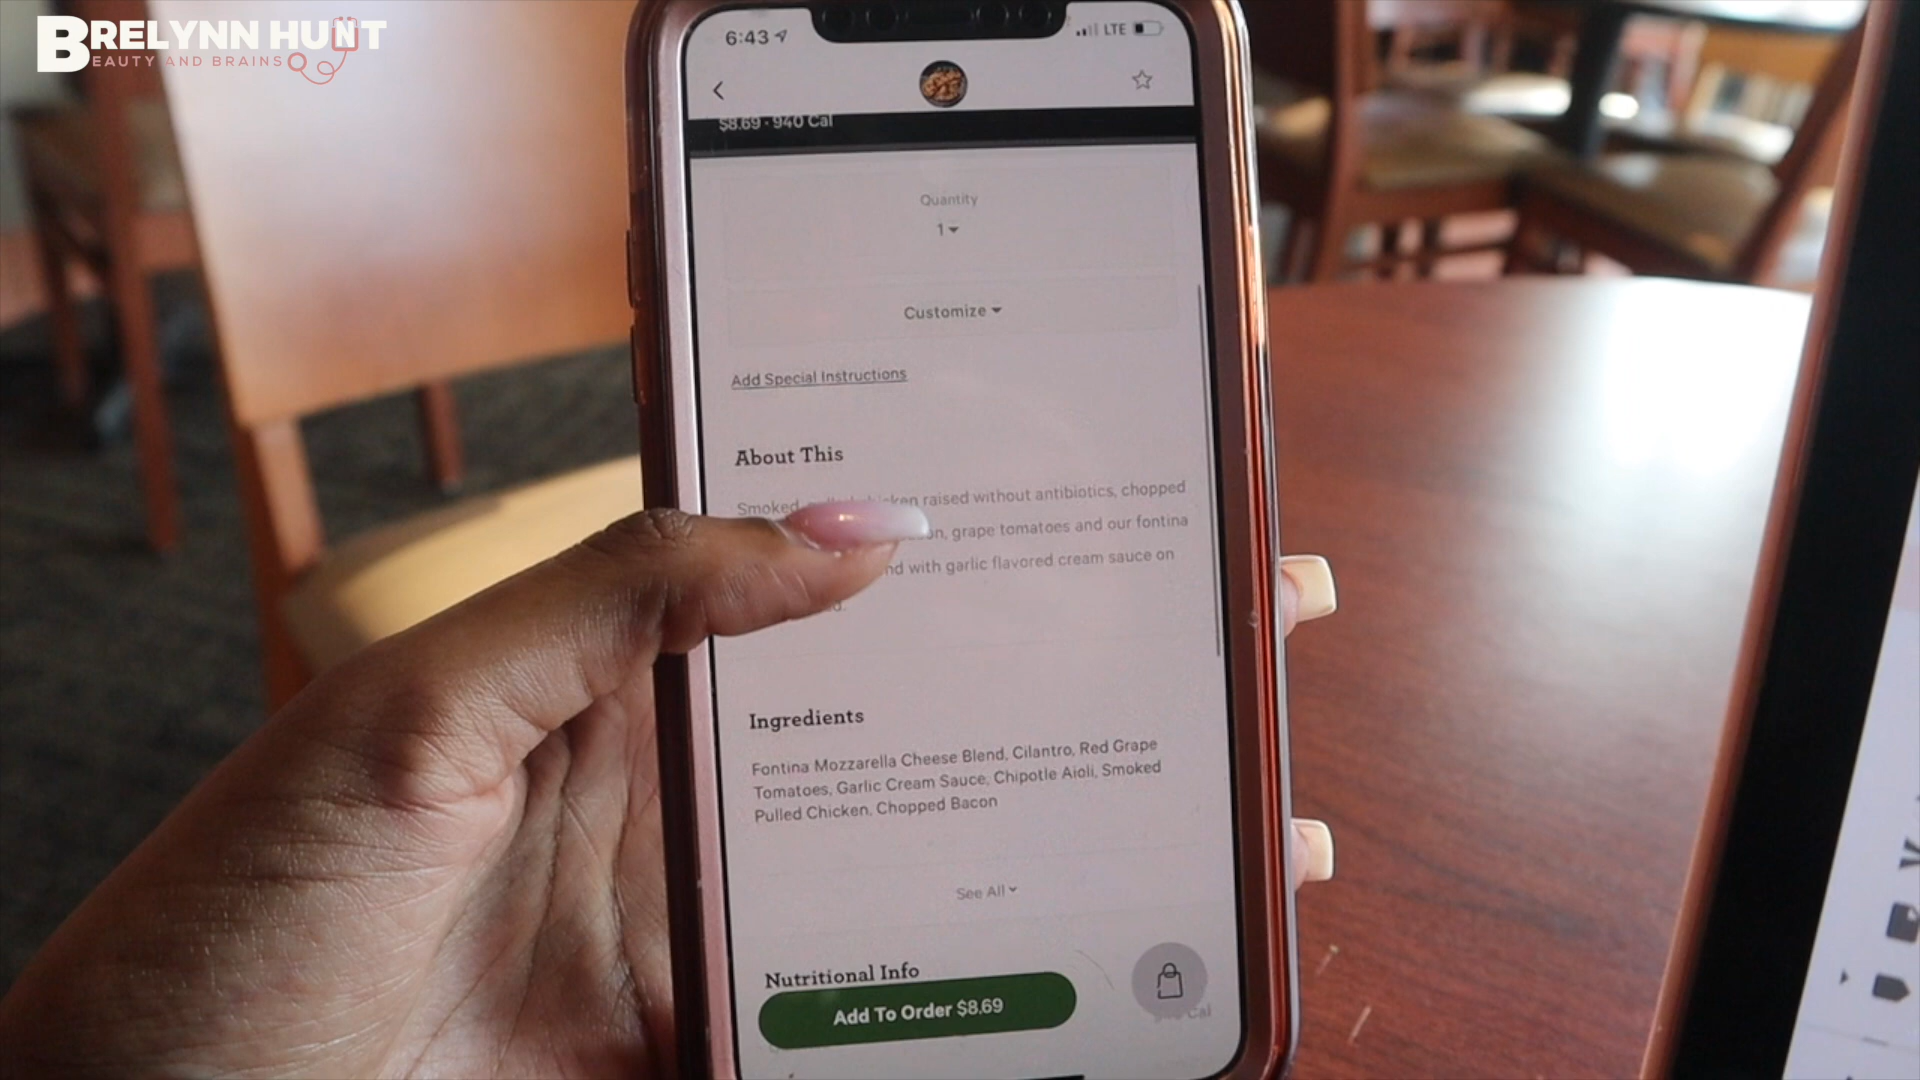 BRELYNN HUNT
BEAUTY AND BRAINS
6:43
LTE
$8.69 · 940 Cal
Quantity
1
Customize
Add Special Instructions
About This
Smoked, raised without antibiotics, chopped
grape tomatoes and our fontina
with garlic flavored cream sauce on
Ingredients
Fontina Mozzarella Cheese Blend, Cilantro, Red Grape
Tomatoes, Garlic Cream Sauce, Chipotle Aioli, Smoked
Pulled Chicken, Chopped Bacon
See All
Nutritional Info
Add To Order $8.69
Cal